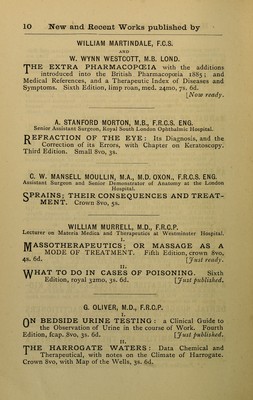 10 New and Recent Works published by
WILLIAM MARTINDALE, F.C.S.
AND
W. WYNN WESTCOTT, M.B. LOND.
THE EXTRA PHARMACOPŒIA with the additions
introduced into the British Pharmacopœia 1885; and
Medical References, and a Therapeutic Index of Diseases and
Symptoms. Sixth Edition, limp roan, med. 24mo, 7s. 6d.
[Now ready.
A. STANFORD MORTON, M.B., F.R.C.S. ENG.
Senior Assistant Surgeon, Royal South London Ophthalmic Hospital.
REFRACTION OF THE EYE: Its Diagnosis, and the
Correction of its Errors, with Chapter on Keratoscopy.
Third Edition. Small 8vo, 3s.
C. W. MANSELL MOULLIN, M.A., M.D. OXON., F.R.C.S. ENG.
Assistant Surgeon and Senior Demonstrator of Anatomy at the London
Hospital.
SPRAINS; THEIR CONSEQUENCES AND TREAT-
MENT. Crown 8vo, 5s.
WILLIAM MURRELL, M.D., F.R.C.P.
Lecturer on Materia Medica and Therapeutics at Westminster Hospital.
I.
MASSOTHERAPEUTICS; OR MASSAGE AS A
MODE OF TREATMENT. Fifth Edition, crown 8vo,
4s. 6d. [Just ready.
II.
WHAT TO DO IN CASES OF POISONING. Sixth
Edition, royal 32mo, 3s. 6d. [Just published.
G. OLIVER, M.D., F.R.C.P.
I.
ON BEDSIDE URINE TESTING: a Clinical Guide to
the Observation of Urine in the course of Work. Fourth
Edition, fcap. 8vo, 3s. 6d. [Just published.
II.
THE HARROGATE WATERS: Data Chemical and
Therapeutical, with notes on the Climate of Harrogate.
Crown 8vo, with Map of the Wells, 3s. 6d.